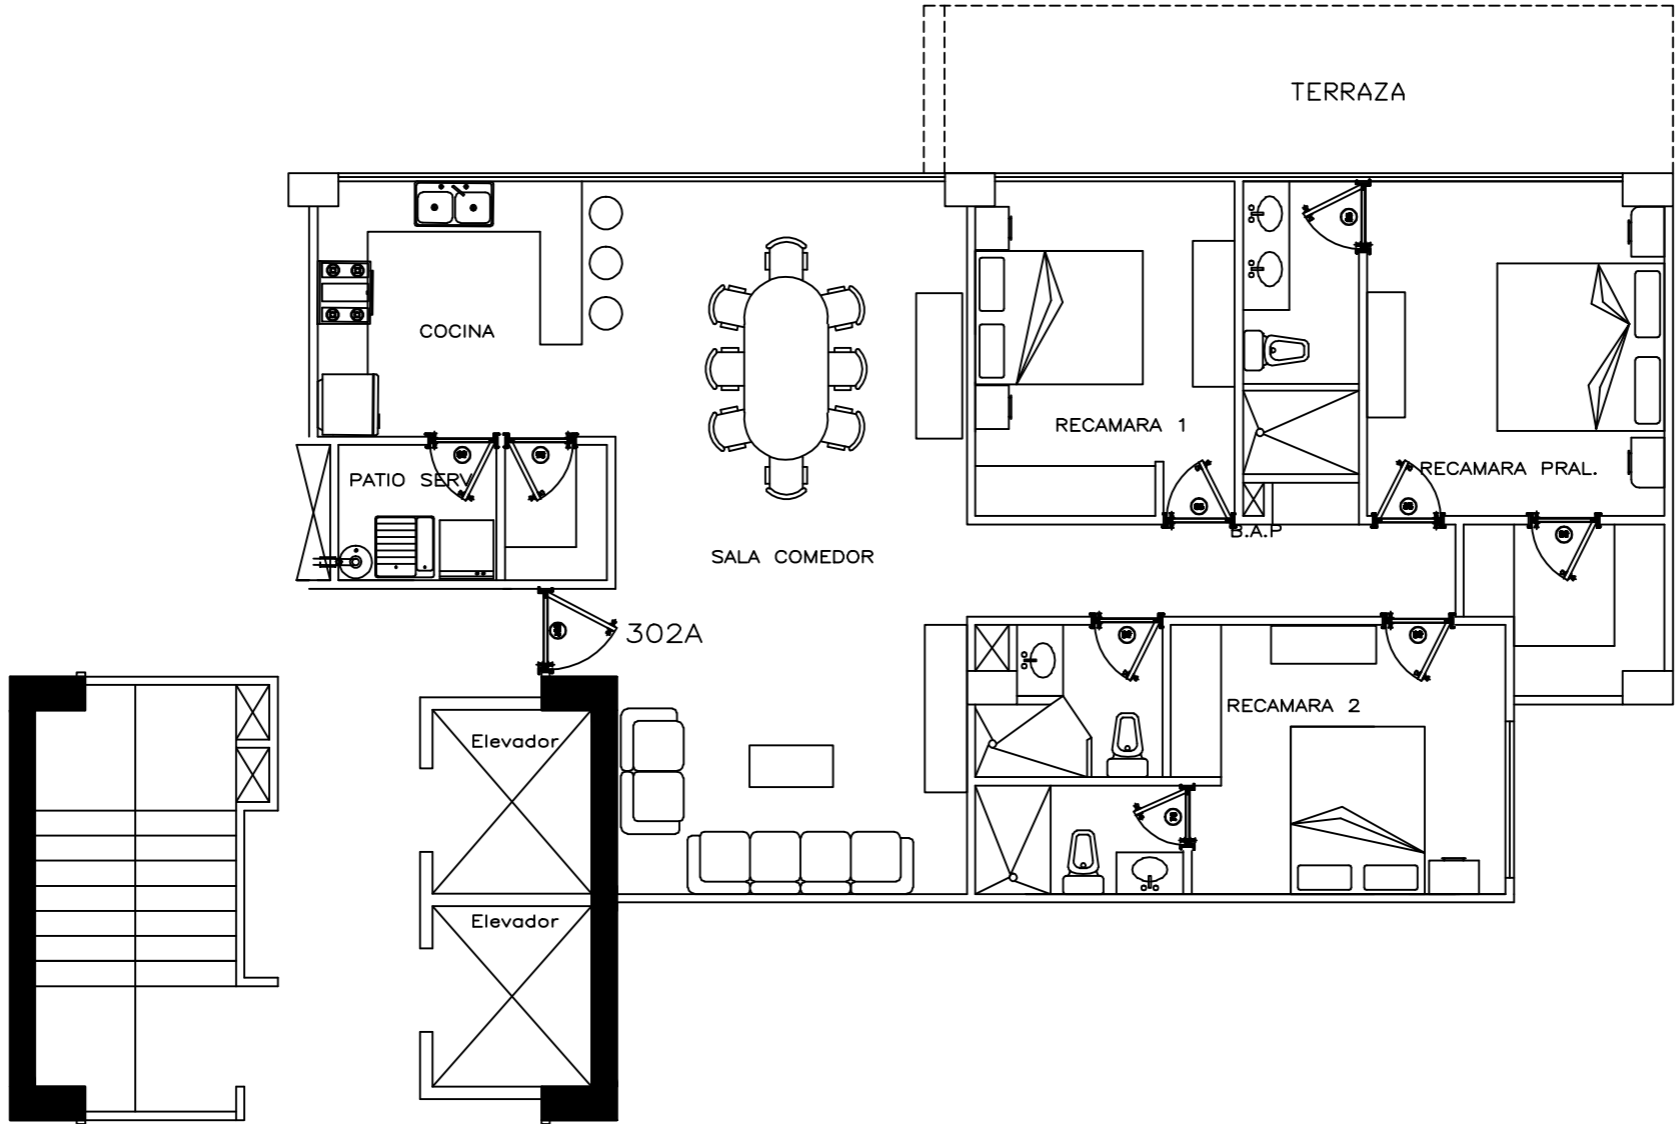 TERRAZA
COCINA
RECAMARA 1
RECAMARA PRAL.
PATIO SERV
B.A.P
SALA COMEDOR
302A
RECAMARA 2
Elevador
Elevador